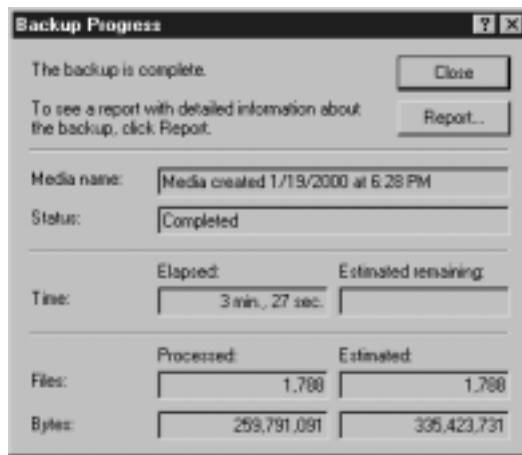 Backup Progress
The backup is complete.
Close
To see a report with detailed information about
the backup, click Report.
Report...
Media name:
Media created 1/19/2000 at 6:28 PM
Status:
Completed
Elapsed:
Estimated remaining:
Time:
3 min., 27 sec.
Processed:
Estimated:
Files:
1,788
1,788
Bytes:
259,791,091
335,423,731